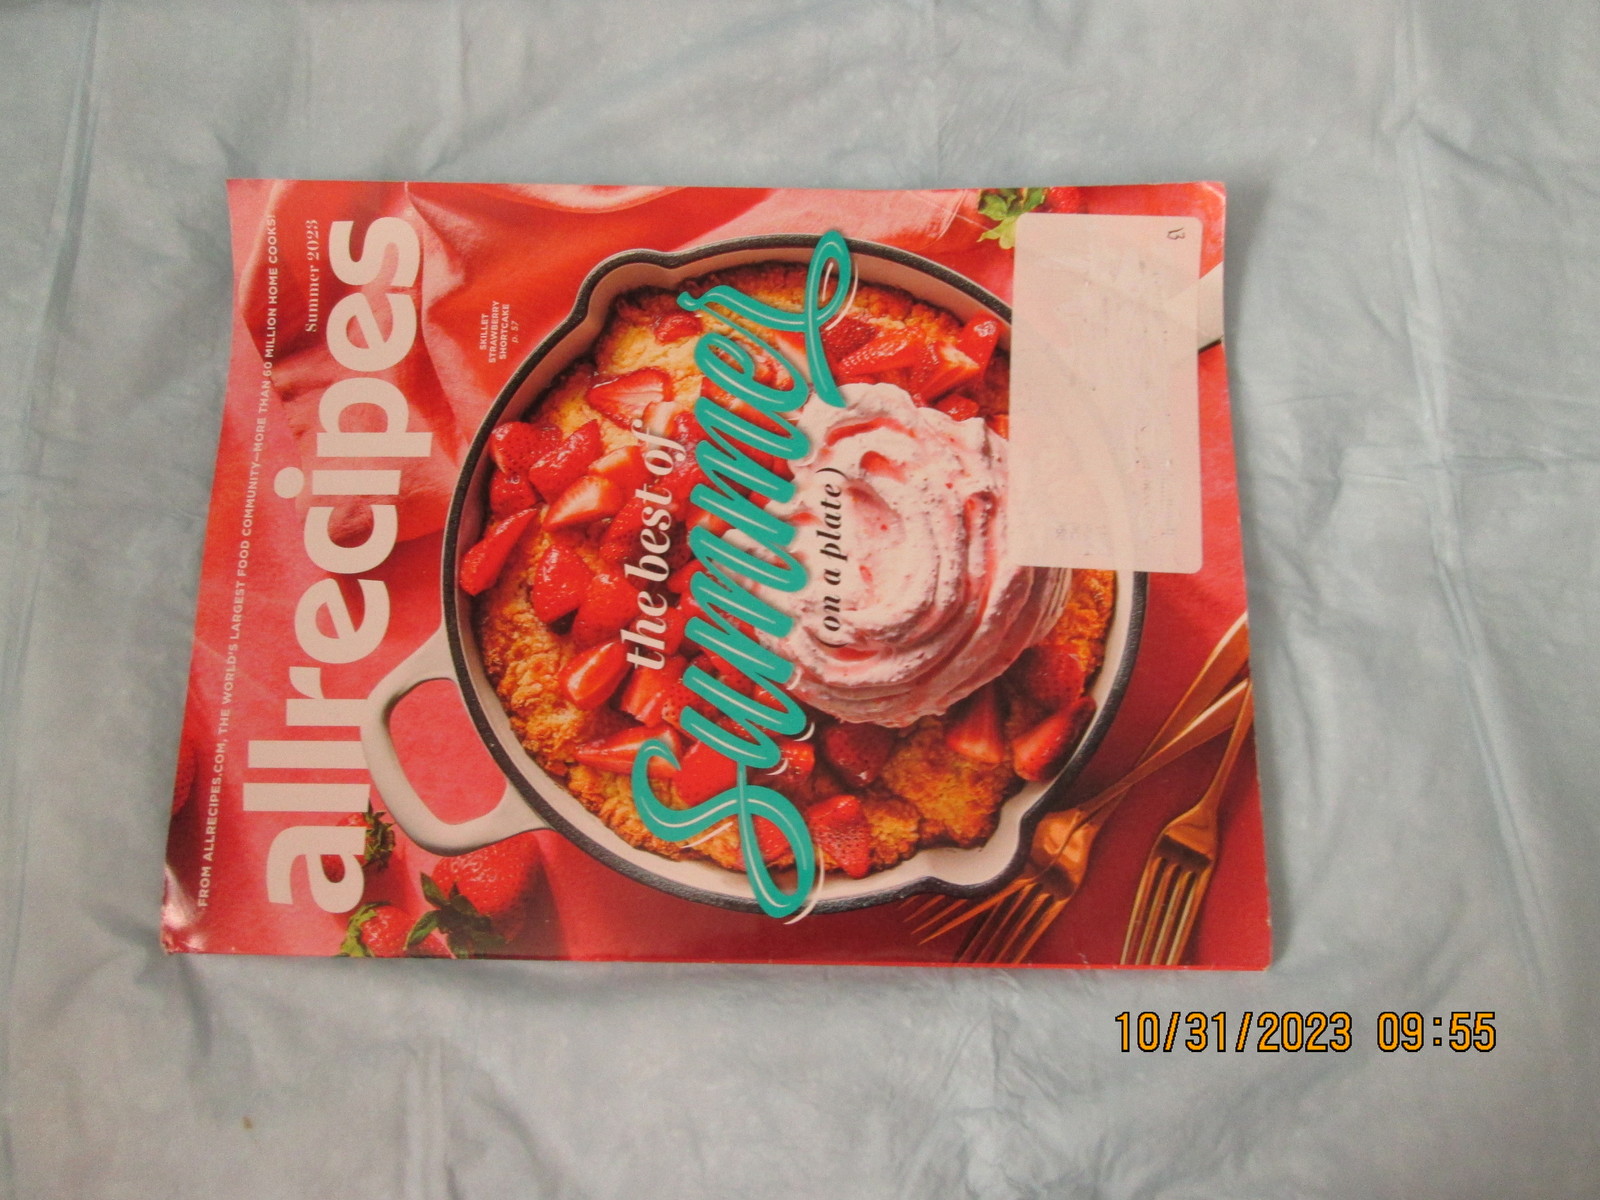 FROM ALLRECIPES.COM, THE WORLD'S LARGEST FOOD COMMUNITY—MORE THAN 60 MILLION HOME COOKS!
allrecipes
Summer 2023
SKILLET
STRAWBERRY
SHORTCAKE
p. 57
the best of
Summer
(on a plate)
10/31/2023 09:55